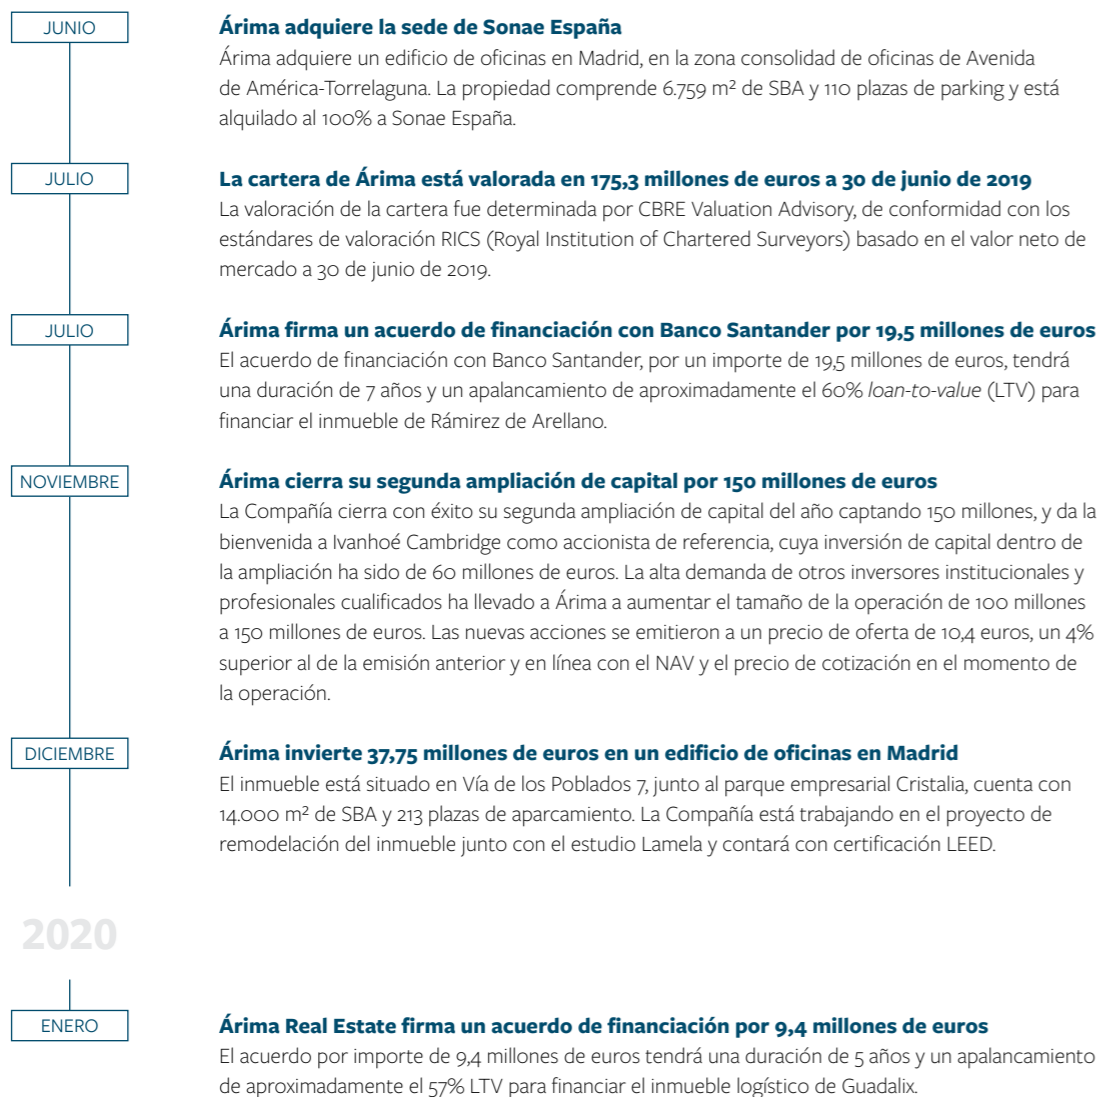 JUNIO
Árima adquiere la sede de Sonae España
Árima adquiere un edificio de oficinas en Madrid, en la zona consolidad de oficinas de Avenida
de América-Torrelaguna. La propiedad comprende 6.759 m² de SBA y 110 plazas de parking y está
alquilado al 100% a Sonae España.
JULIO
La cartera de Árima está valorada en 175,3 millones de euros a 30 de junio de 2019
La valoración de la cartera fue determinada por CBRE Valuation Advisory, de conformidad con los
estándares de valoración RICS (Royal Institution of Chartered Surveyors) basado en el valor neto de
mercado a 30 de junio de 2019.
JULIO
Árima firma un acuerdo de financiación con Banco Santander por 19,5 millones de euros
El acuerdo de financiación con Banco Santander, por un importe de 19,5 millones de euros, tendrá
una duración de 7 años y un apalancamiento de aproximadamente el 60% loan-to-value (LTV) para
financiar el inmueble de Rámirez de Arellano.
NOVIEMBRE
Árima cierra su segunda ampliación de capital por 150 millones de euros
La Compañía cierra con éxito su segunda ampliación de capital del año captando 150 millones, y da la
bienvenida a Ivanhoé Cambridge como accionista de referencia, cuya inversión de capital dentro de
la ampliación ha sido de 60 millones de euros. La alta demanda de otros inversores institucionales y
profesionales cualificados ha llevado a Árima a aumentar el tamaño de la operación de 100 millones
a 150 millones de euros. Las nuevas acciones se emitieron a un precio de oferta de 10,4 euros, un 4%
superior al de la emisión anterior y en línea con el NAV y el precio de cotización en el momento de
la operación.
DICIEMBRE
Árima invierte 37,75 millones de euros en un edificio de oficinas en Madrid
El inmueble está situado en Vía de los Poblados 7, junto al parque empresarial Cristalia, cuenta con
14.000 m² de SBA y 213 plazas de aparcamiento. La Compañía está trabajando en el proyecto de
remodelación del inmueble junto con el estudio Lamela y contará con certificación LEED.
2020
ENERO
Árima Real Estate firma un acuerdo de financiación por 9,4 millones de euros
El acuerdo por importe de 9,4 millones de euros tendrá una duración de 5 años y un apalancamiento
de aproximadamente el 57% LTV para financiar el inmueble logístico de Guadalix.